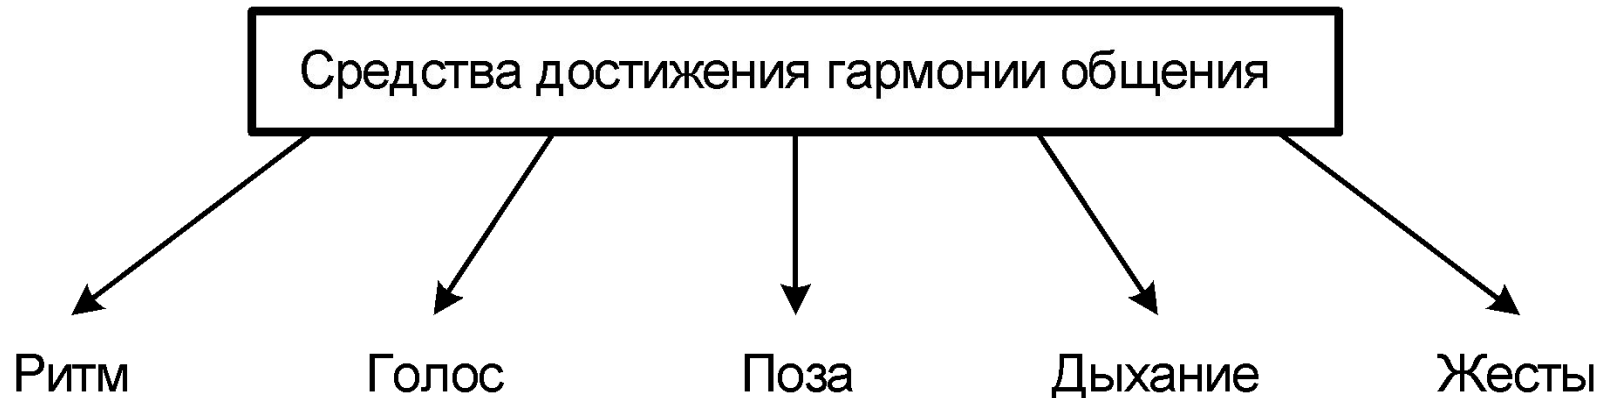 Средства достижения гармонии общения
Ритм Голос Поза Дыхание Жесты